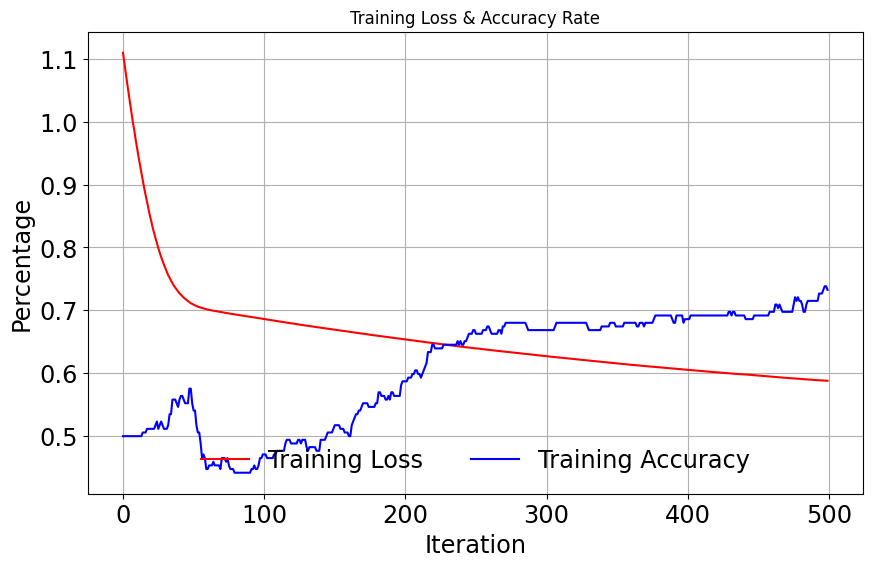 Training Loss & Accuracy Rate
1.1
1.0
0.9
0.8
0.7
0.6
0.5
Percentage
Training Loss Training Accuracy
0 100 200 300 400 500
Iteration